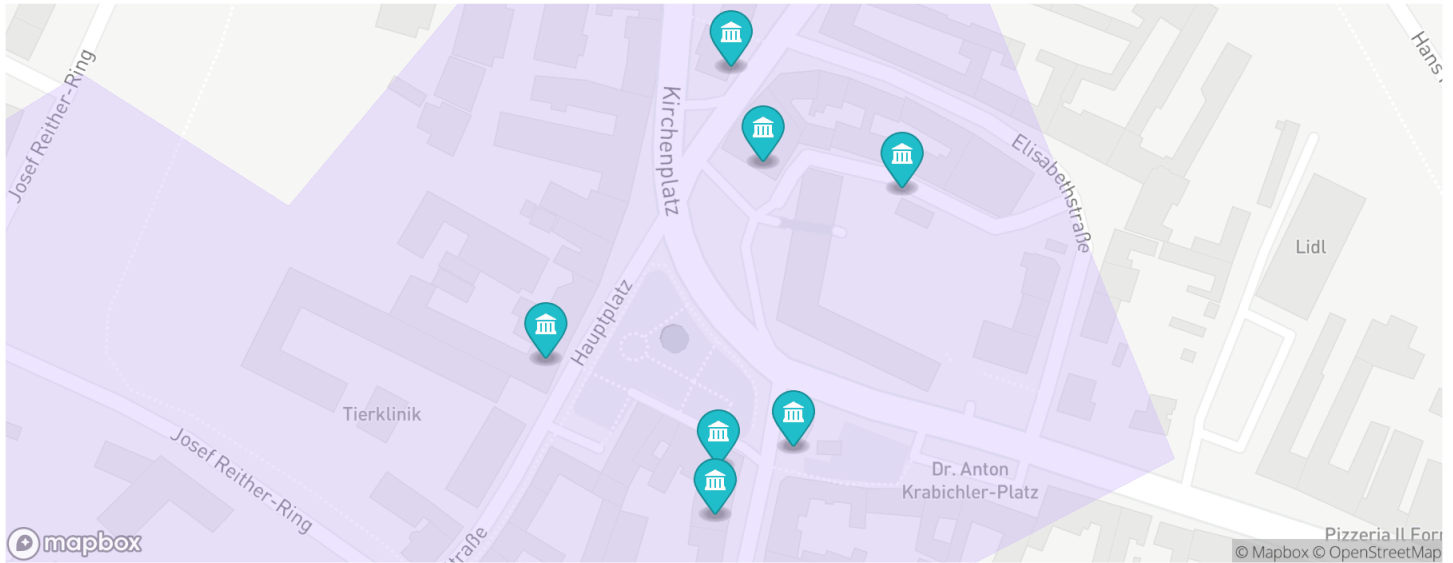 Josef Reither-Ring
Kirchenplatz
Elisabethstraße
Hans
Lidl
Hauptplatz
Tierklinik
Josef Reither-Ring
Dr. Anton
Krabichler-Platz
straße
Pizzeria Il Forn
mapbox
© Mapbox © OpenStreetMap